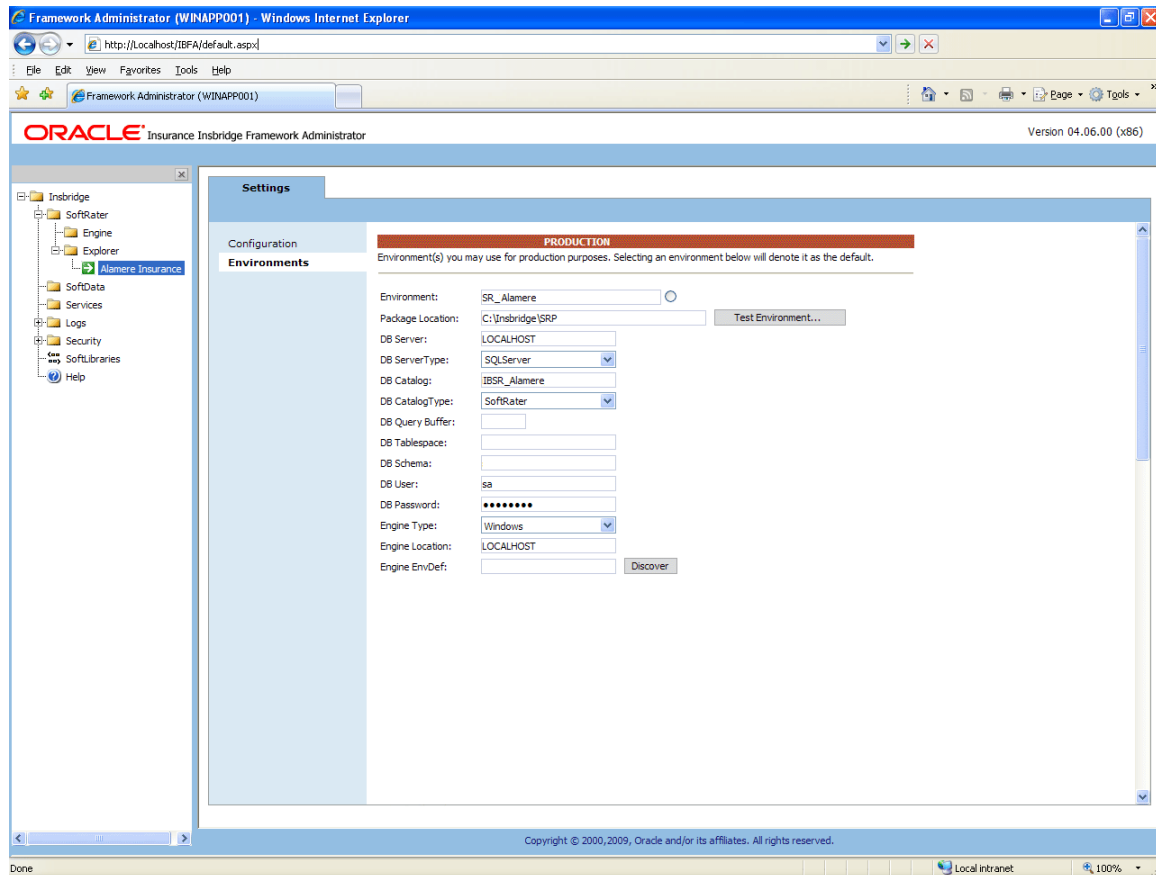 Framework Administrator (WINAPP001) - Windows Internet Explorer
http://Localhost/IBFA/default.aspx
File Edit View Favorites Tools Help
Framework Administrator (WINAPP001)
Page Tools
ORACLE Insurance Insbridge Framework Administrator
Version 04.06.00 (x86)
Insbridge
SoftRater
Engine
Explorer
Alamere Insurance
SoftData
Services
Logs
Security
SoftLibraries
Help
Settings
Configuration
Environments
PRODUCTION
Environment(s) you may use for production purposes. Selecting an environment below will denote it as the default.
Environment: SR_Alamere
Package Location: C:\Insbridge\SRP Test Environment...
DB Server: LOCALHOST
DB ServerType: SQLServer
DB Catalog: IBSR_Alamere
DB CatalogType: SoftRater
DB Query Buffer:
DB Tablespace:
DB Schema:
DB User: sa
DB Password: ••••••••
Engine Type: Windows
Engine Location: LOCALHOST
Engine EnvDef: Discover
Copyright © 2000,2009, Oracle and/or its affiliates. All rights reserved.
Done
Local intranet
100%